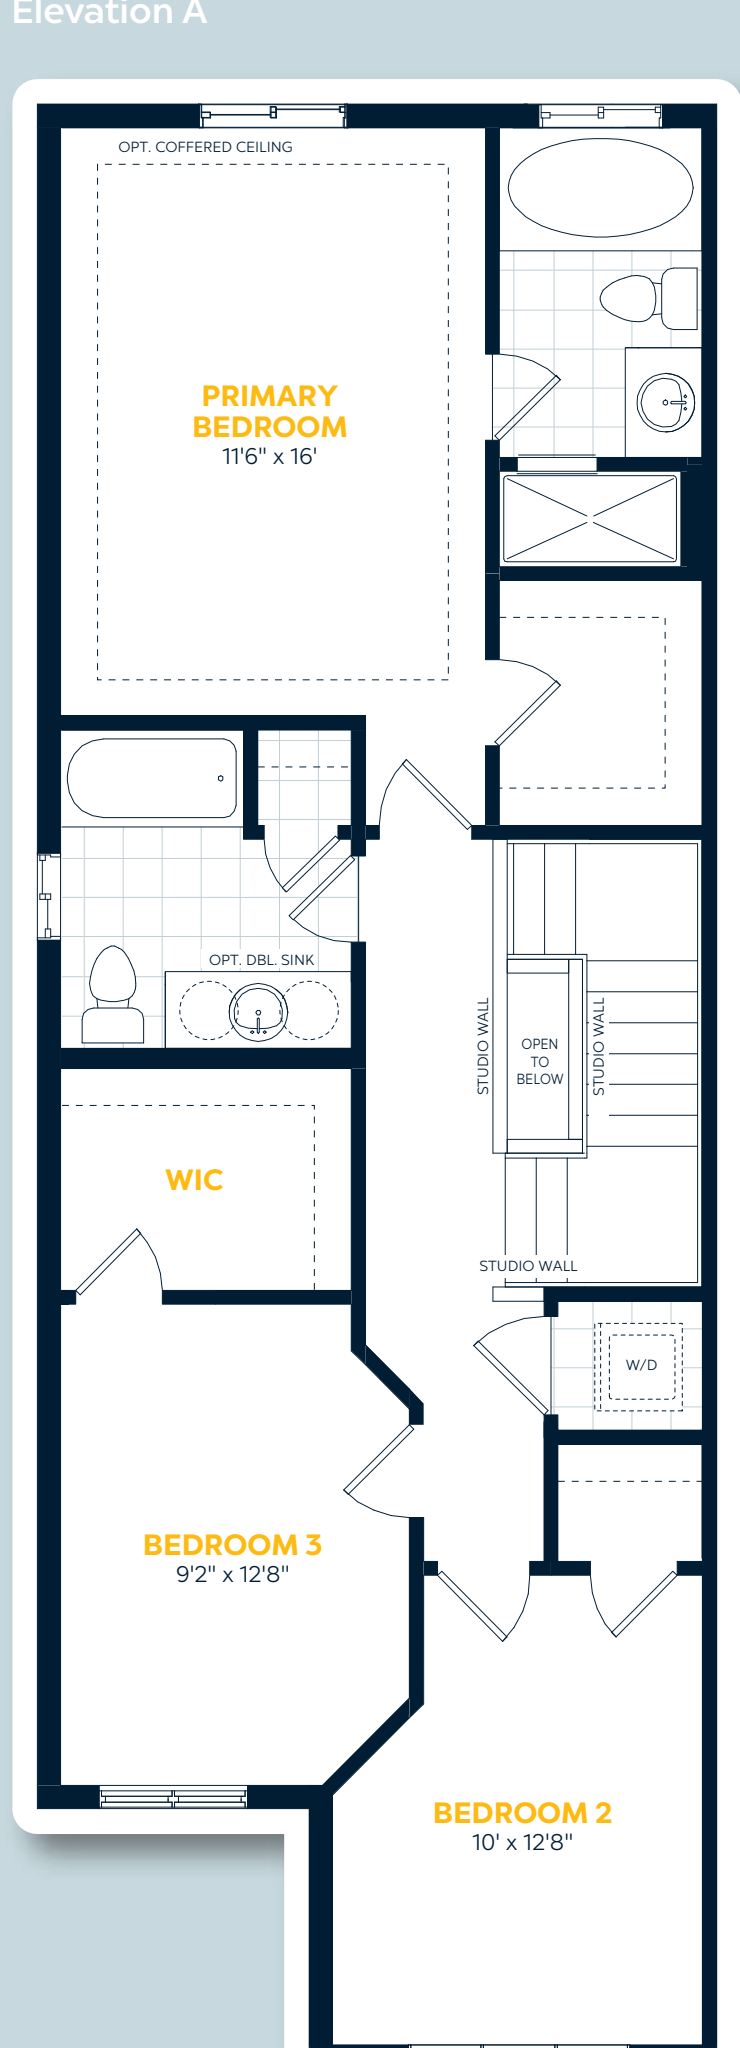 Elevation A
OPT. COFFERED CEILING
PRIMARY
BEDROOM
11'6" x 16'
OPT. DBL. SINK
STUDIO WALL
OPEN
TO
BELOW
STUDIO WALL
WIC
STUDIO WALL
W/D
BEDROOM 3
9'2" x 12'8"
BEDROOM 2
10' x 12'8"